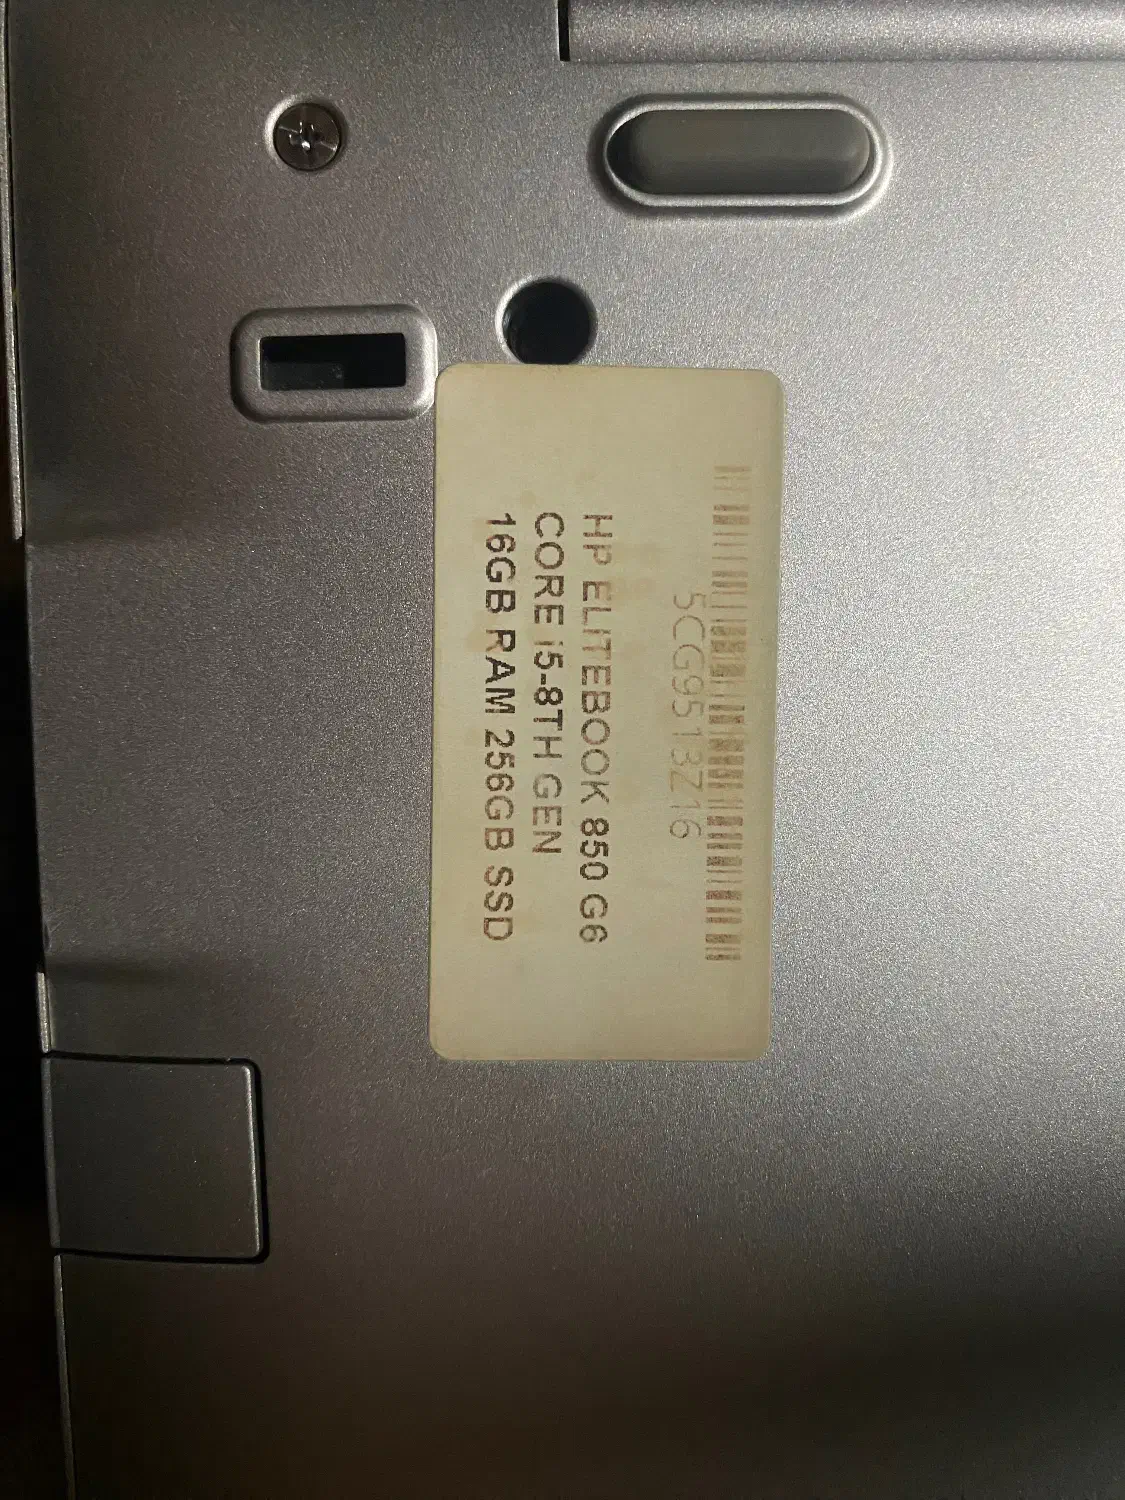 5CG9513Z16
HP ELITEBOOK 850 G6
CORE i5-8TH GEN
16GB RAM 256GB SSD